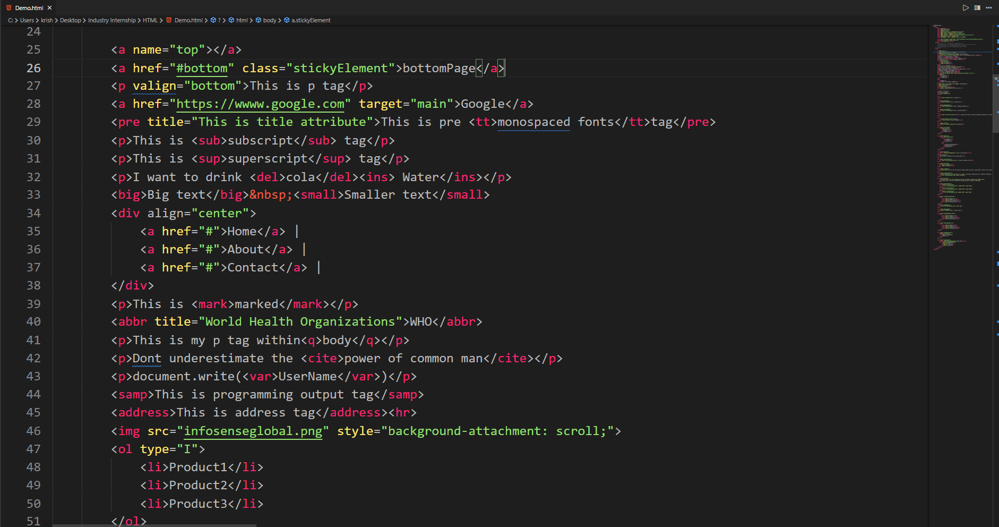 Demo.html
C: > Users > krish > Desktop > Industry Internship > HTML > Demo.html > ? > html > body > a.stickyElement
24
25 <a name="top"></a>
26 <a href="#bottom" class="stickyElement">bottomPage</a>
27 <p valign="bottom">This is p tag</p>
28 <a href="https://wwww.google.com" target="main">Google</a>
29 <pre title="This is title attribute">This is pre <tt>monospaced fonts</tt>tag</pre>
30 <p>This is <sub>subscript</sub> tag</p>
31 <p>This is <sup>superscript</sup> tag</p>
32 <p>I want to drink <del>cola</del><ins> Water</ins></p>
33 <big>Big text</big>&nbsp;<small>Smaller text</small>
34 <div align="center">
35 <a href="#">Home</a> |
36 <a href="#">About</a> |
37 <a href="#">Contact</a> |
38 </div>
39 <p>This is <mark>marked</mark></p>
40 <abbr title="World Health Organizations">WHO</abbr>
41 <p>This is my p tag within<q>body</q></p>
42 <p>Dont underestimate the <cite>power of common man</cite></p>
43 <p>document.write(<var>UserName</var>)</p>
44 <samp>This is programming output tag</samp>
45 <address>This is address tag</address><hr>
46 <img src="infosenseglobal.png" style="background-attachment: scroll;">
47 <ol type="I">
48 <li>Product1</li>
49 <li>Product2</li>
50 <li>Product3</li>
51 </ol>